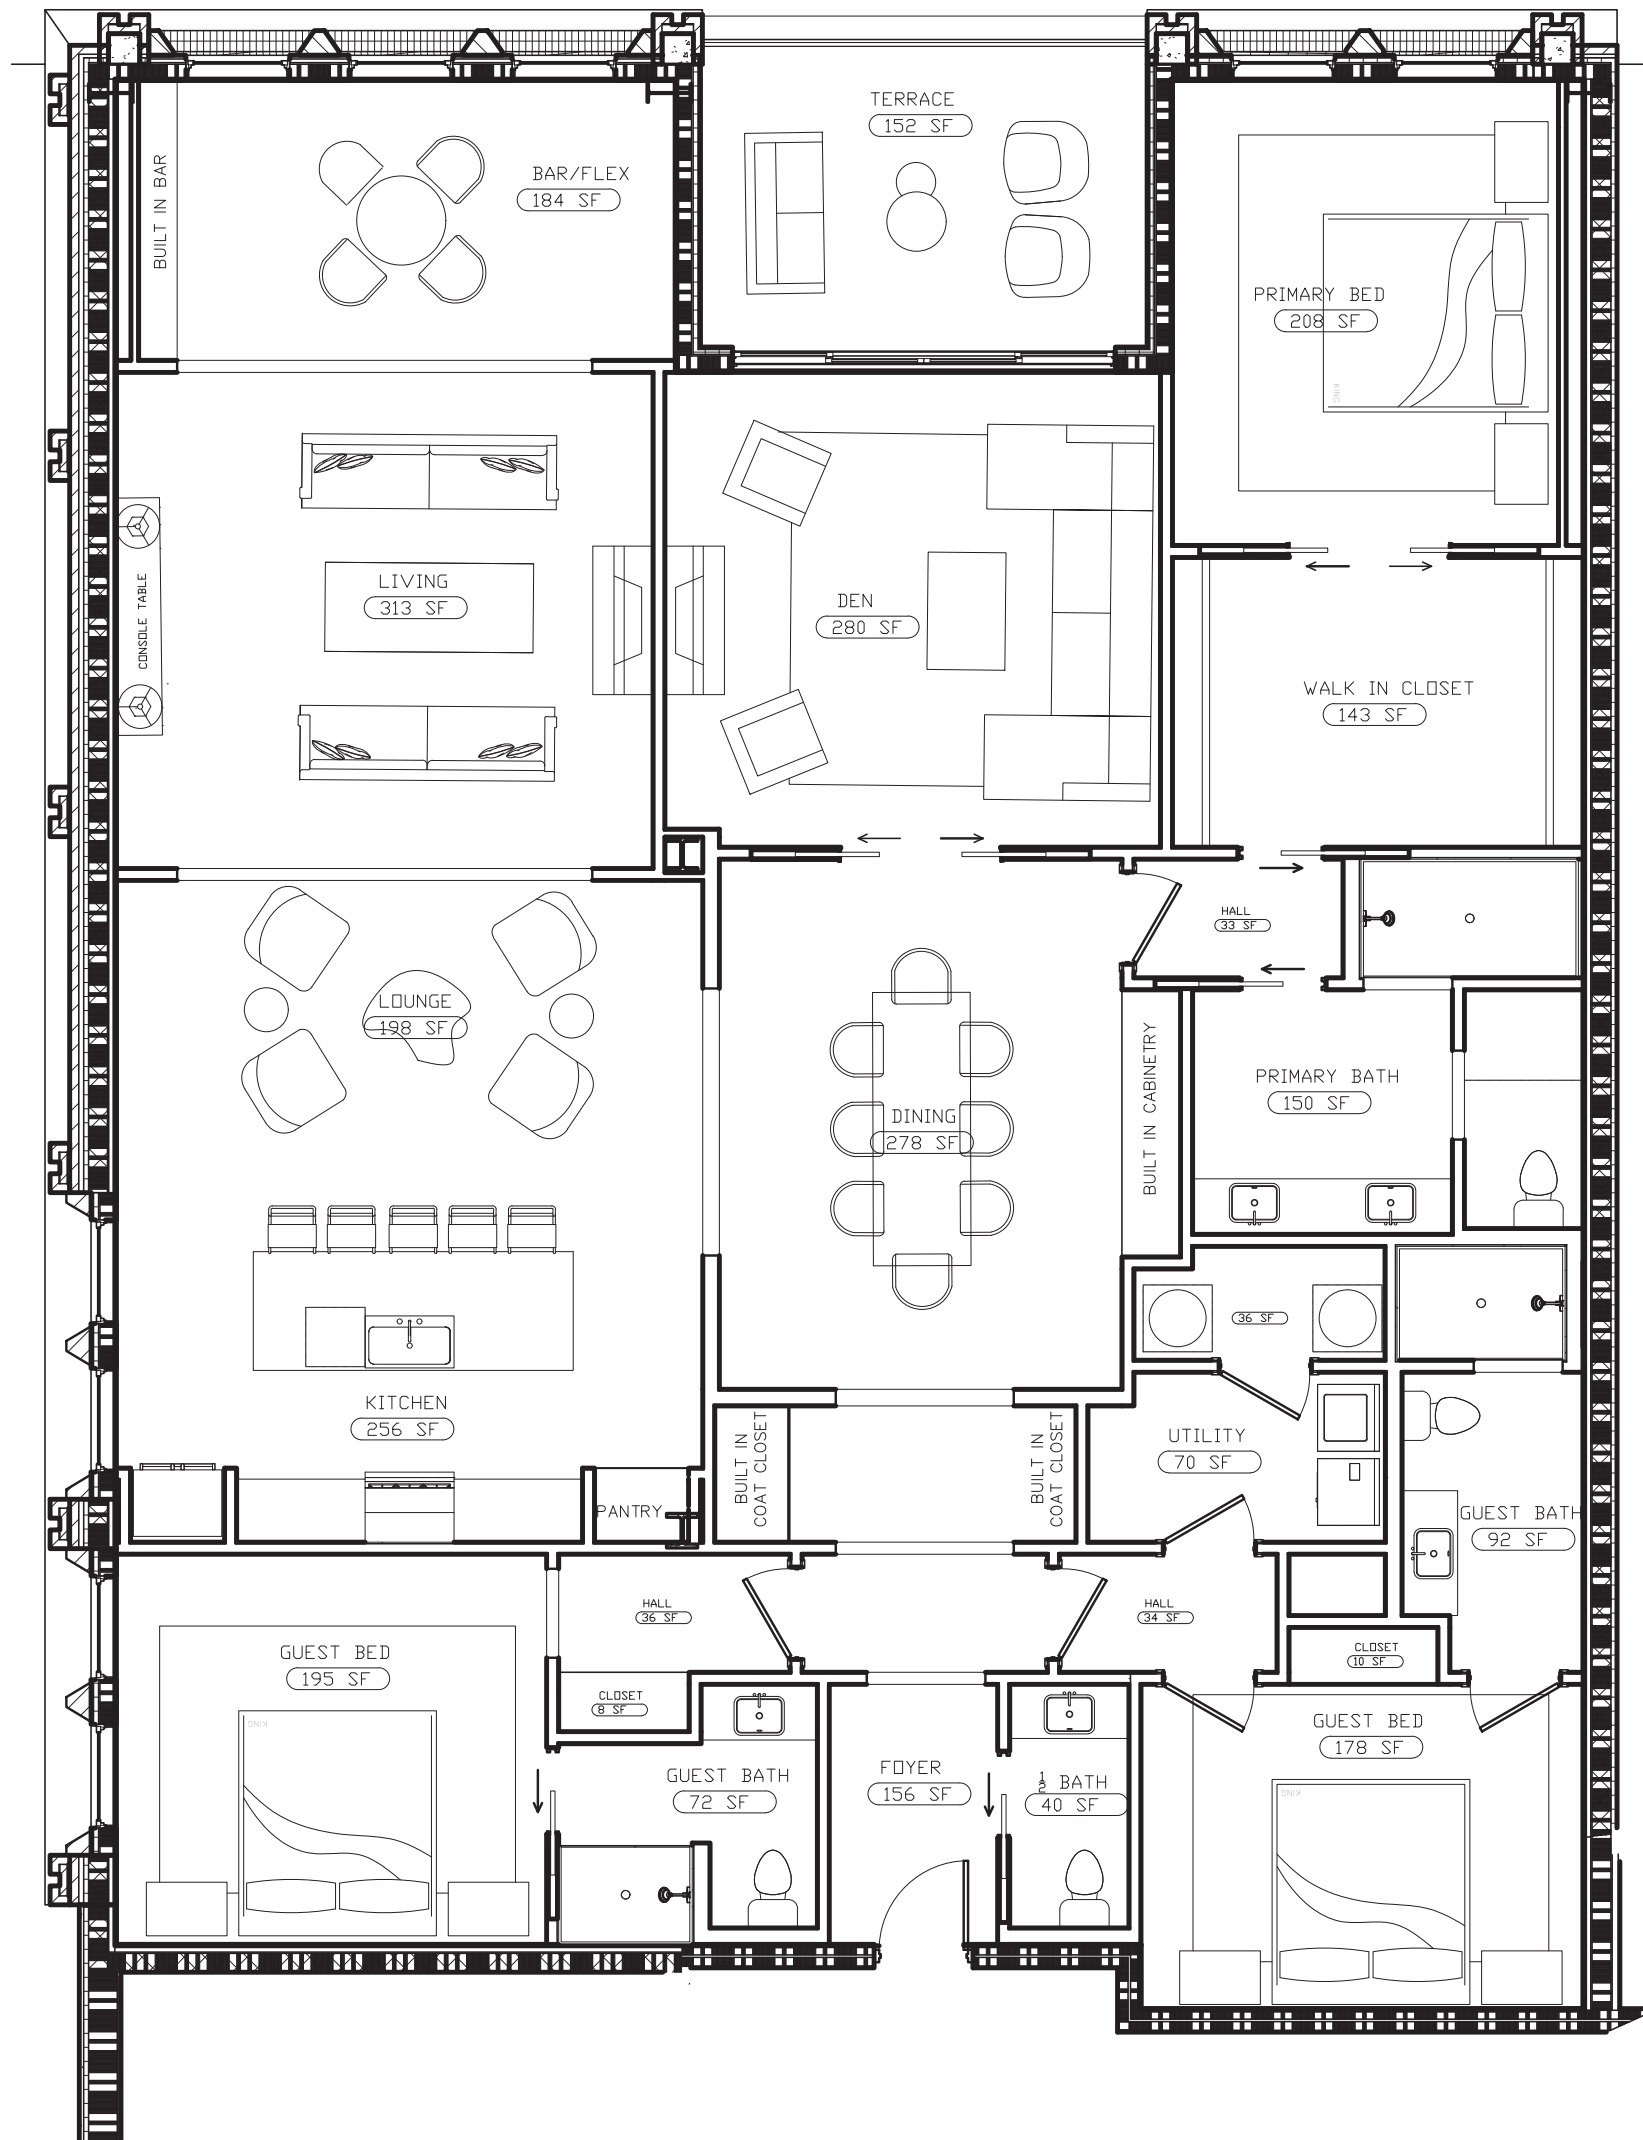 TERRACE
152 SF
BUILT IN BAR
BAR/FLEX
184 SF
PRIMARY BED
208 SF
KING
LIVING
313 SF
CONSOLE TABLE
DEN
280 SF
WALK IN CLOSET
143 SF
HALL
33 SF
LOUNGE
198 SF
DINING
278 SF
BUILT IN CABINETRY
PRIMARY BATH
150 SF
36 SF
KITCHEN
256 SF
PANTRY
BUILT IN
COAT CLOSET
BUILT IN
COAT CLOSET
UTILITY
70 SF
GUEST BATH
92 SF
HALL
36 SF
HALL
34 SF
GUEST BED
195 SF
KING
CLOSET
8 SF
CLOSET
10 SF
GUEST BATH
72 SF
FOYER
156 SF
1/2 BATH
40 SF
GUEST BED
178 SF
KING